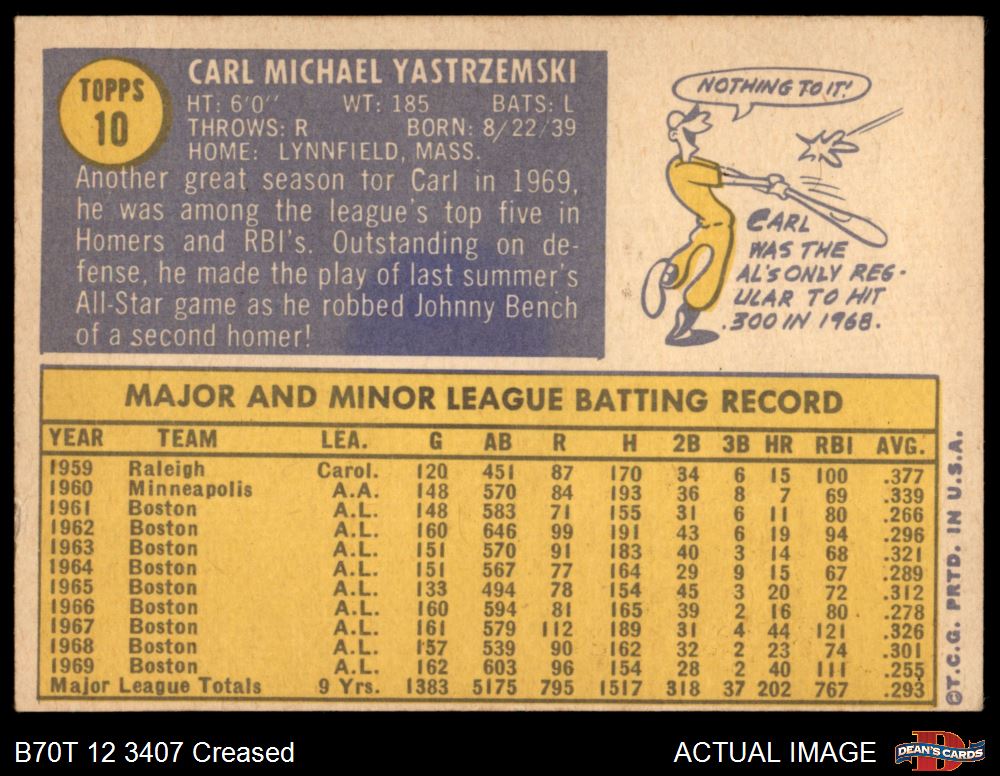 TOPPS
10
CARL MICHAEL YASTRZEMSKI
HT: 6'0" WT: 185 BATS: L
THROWS: R BORN: 8/22/39
HOME: LYNNFIELD, MASS.
Another great season for Carl in 1969,
he was among the league's top five in
Homers and RBI's. Outstanding on de-
fense, he made the play of last summer's
All-Star game as he robbed Johnny Bench
of a second homer!
NOTHING TO IT!
CARL
WAS THE
AL'S ONLY REG-
ULAR TO HIT
.300 IN 1968.
MAJOR AND MINOR LEAGUE BATTING RECORD
YEAR TEAM LEA. G AB R H 2B 3B HR RBI AVG.
1959 Raleigh Carol. 120 451 87 170 34 6 15 100 .377
1960 Minneapolis A.A. 148 570 84 193 36 8 7 69 .339
1961 Boston A.L. 148 583 71 155 31 6 11 80 .266
1962 Boston A.L. 160 646 99 191 43 6 19 94 .296
1963 Boston A.L. 151 570 91 183 40 3 14 68 .321
1964 Boston A.L. 151 567 77 164 29 9 15 67 .289
1965 Boston A.L. 133 494 78 154 45 3 20 72 .312
1966 Boston A.L. 160 594 81 165 39 2 16 80 .278
1967 Boston A.L. 161 579 112 189 31 4 44 121 .326
1968 Boston A.L. 157 539 90 162 32 2 23 74 .301
1969 Boston A.L. 162 603 96 154 28 2 40 111 .255
Major League Totals 9 Yrs. 1383 5175 795 1517 318 37 202 767 .293
©T.C.G. PRTD. IN U.S.A.
B70T 12 3407 Creased
ACTUAL IMAGE
D
DEAN'S CARDS